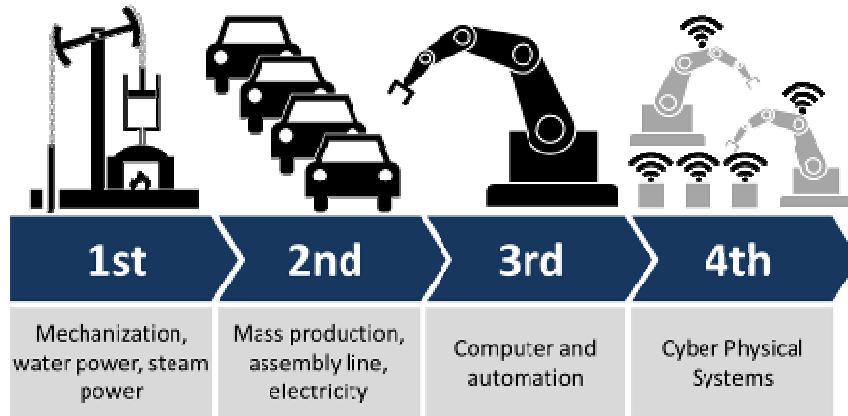 1st
2nd
3rd
4th
Mechanization,
water power, steam
power
Mass production,
assembly line,
electricity
Computer and
automation
Cyber Physical
Systems